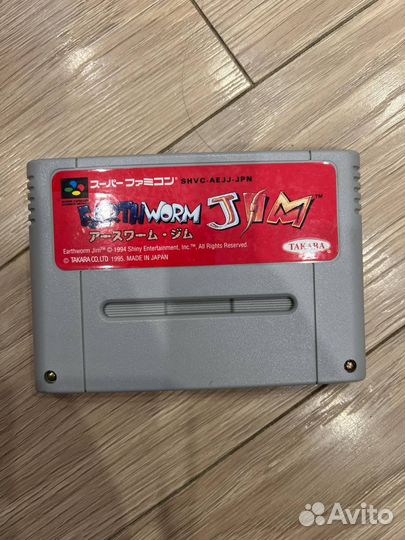 スーパーファミコン SHVC-AEJJ-JPN
EARTHWORM JIM™
アースワーム・ジム
Earthworm Jim™ © 1994 Shiny Entertainment, Inc.™, All Rights Reserved.
© TAKARA CO.,LTD 1995. MADE IN JAPAN
TAKARA
Avito